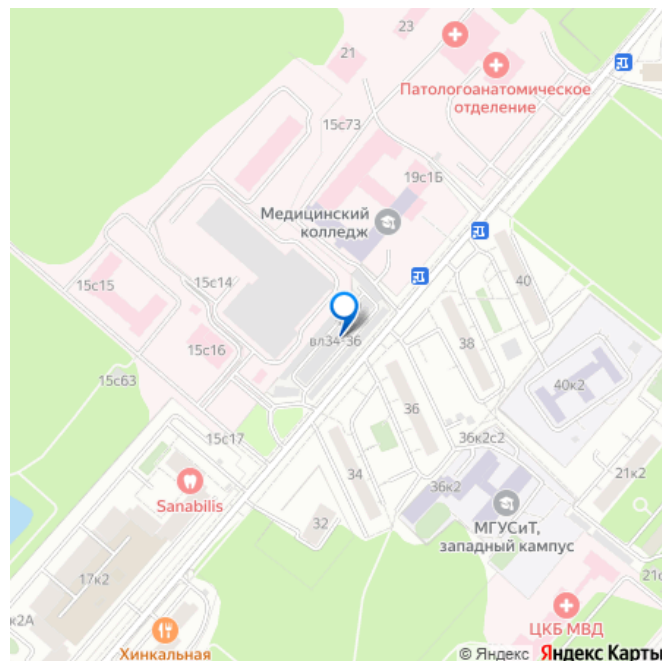 23
21
Патологоанатомическое
отделение
15с73
19с1Б
Медицинский
колледж
15с15
15с14
40
вл34-36
38
15с16
15с63
40к2
36
15с17
36к2с2
34
21к2
Sanabilis
36к2
32
МГУСиТ,
западный кампус
17к2
21с
к2А
ЦКБ МВД
Хинкальная
© Яндекс Яндекс Карты